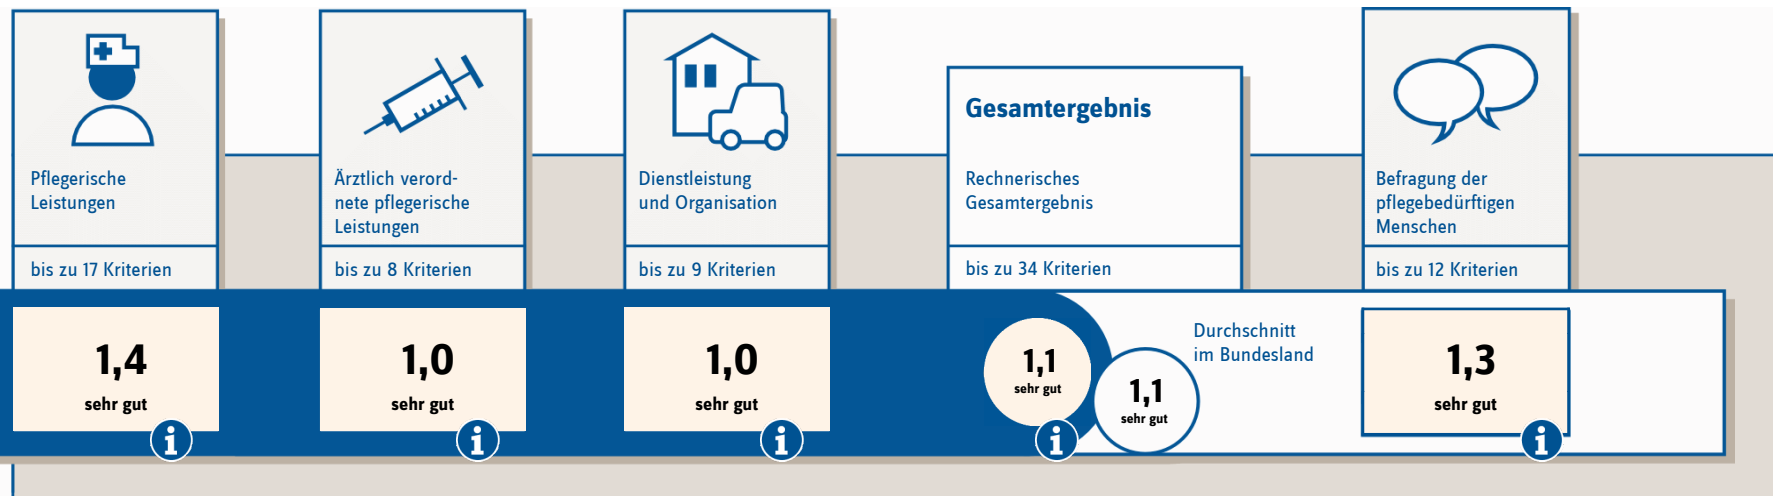 Pflegerische
Leistungen
bis zu 17 Kriterien
1,4
sehr gut
i
Ärztlich verord-
nete pflegerische
Leistungen
bis zu 8 Kriterien
1,0
sehr gut
i
Dienstleistung
und Organisation
bis zu 9 Kriterien
1,0
sehr gut
i
Gesamtergebnis
Rechnerisches
Gesamtergebnis
bis zu 34 Kriterien
1,1
sehr gut
i
1,1
sehr gut
Durchschnitt
im Bundesland
Befragung der
pflegebedürftigen
Menschen
bis zu 12 Kriterien
1,3
sehr gut
i